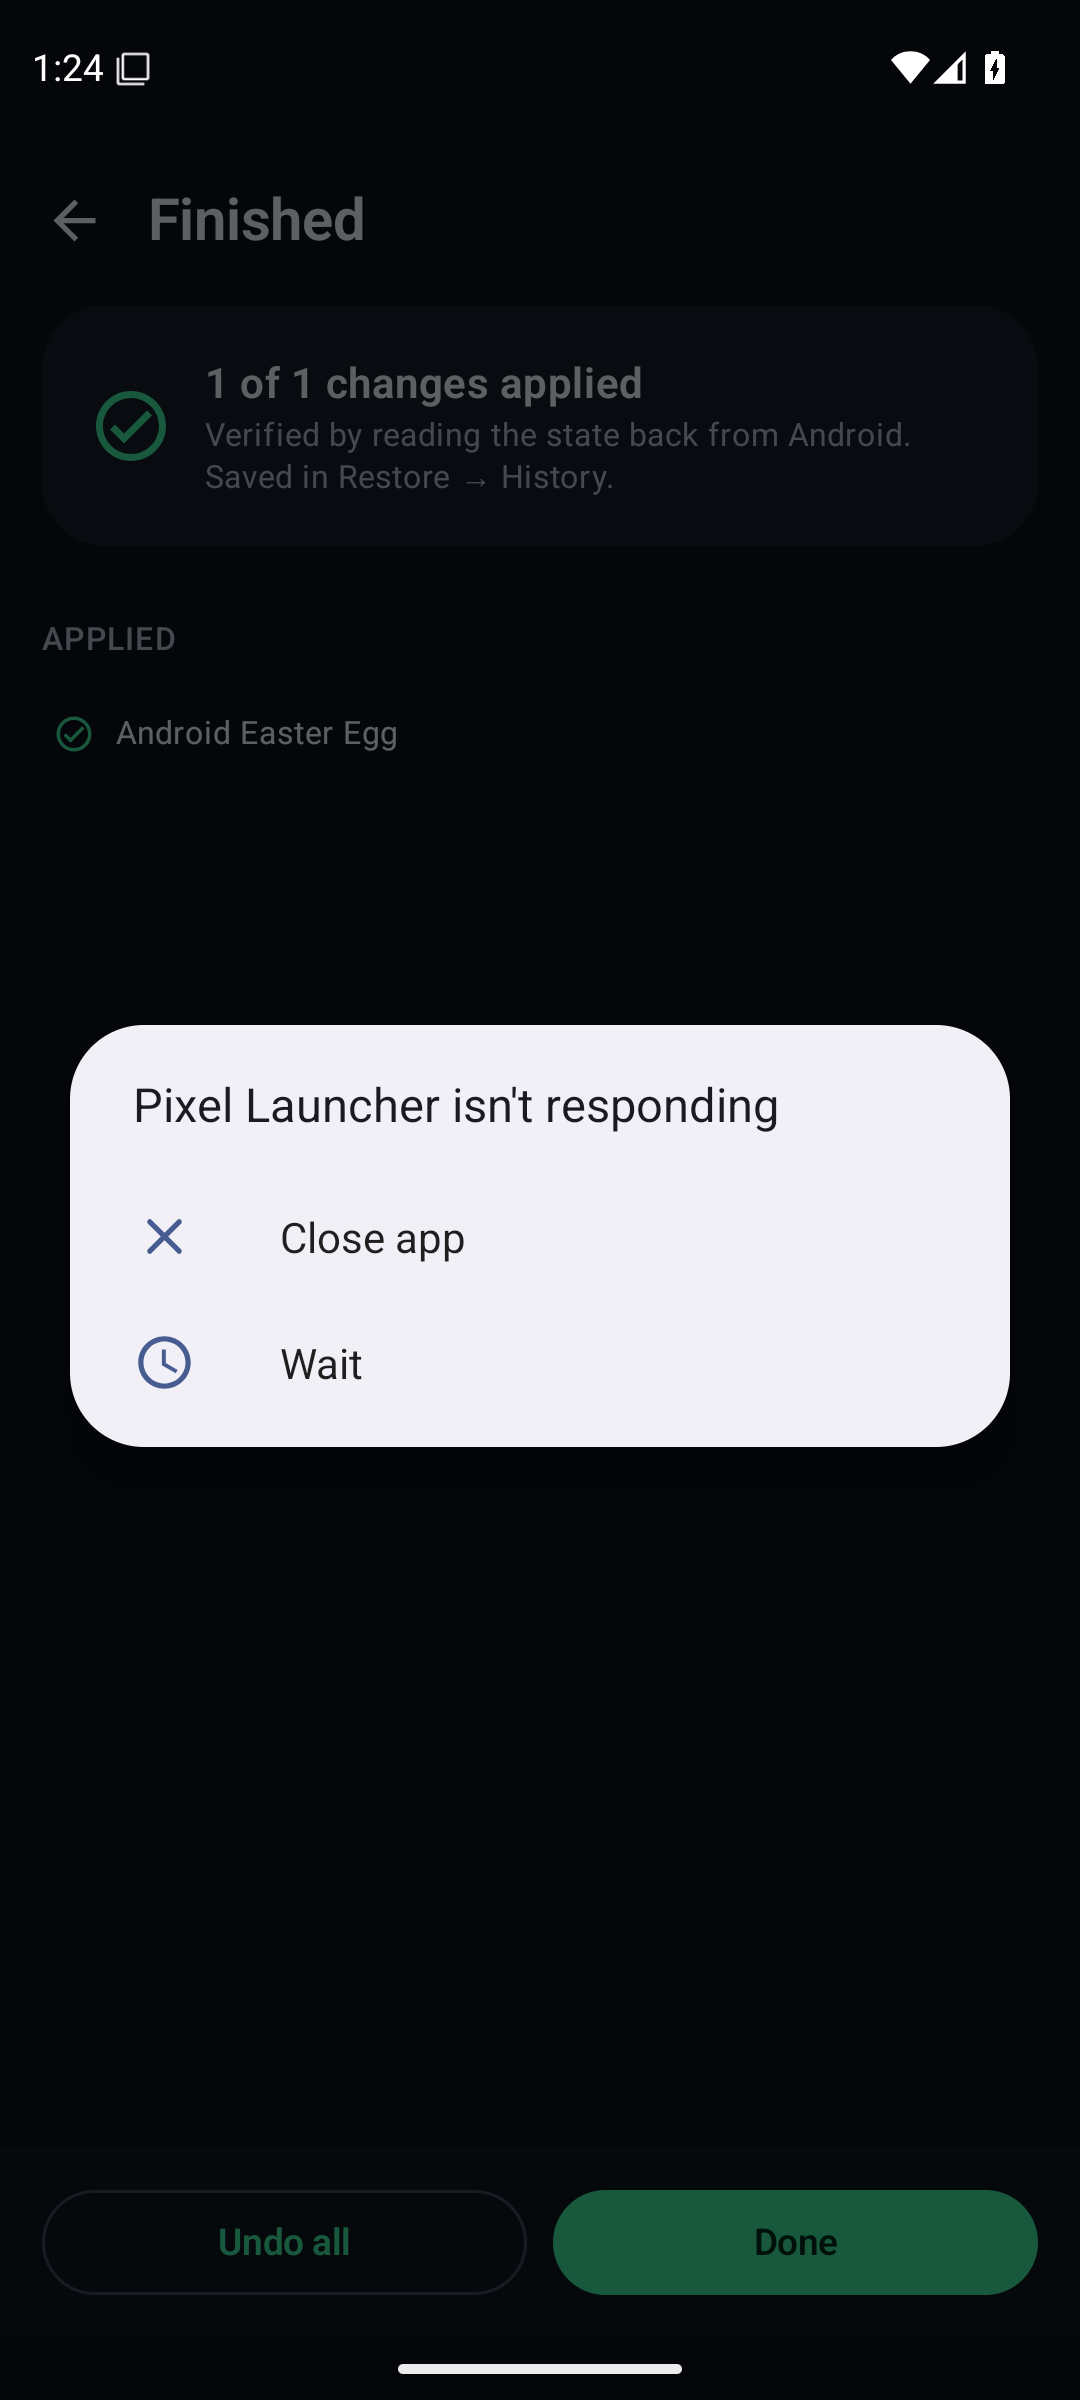 1:24
Finished
1 of 1 changes applied
Verified by reading the state back from Android.
Saved in Restore → History.
APPLIED
Android Easter Egg
Pixel Launcher isn't responding
Close app
Wait
Undo all
Done